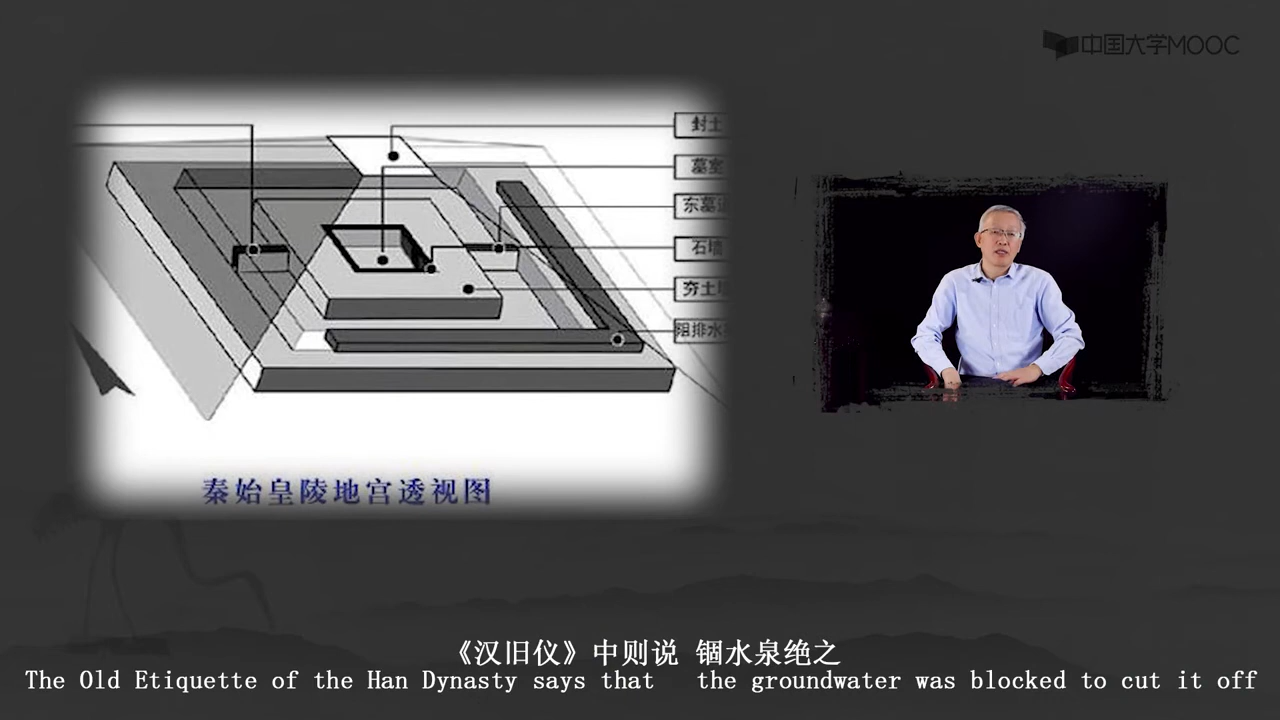 中国大学MOOC
封土
墓室
东墓道
石墙
夯土
阻排水
秦始皇陵地宫透视图
《汉旧仪》中则说 锢水泉绝之
The Old Etiquette of the Han Dynasty says that the groundwater was blocked to cut it off